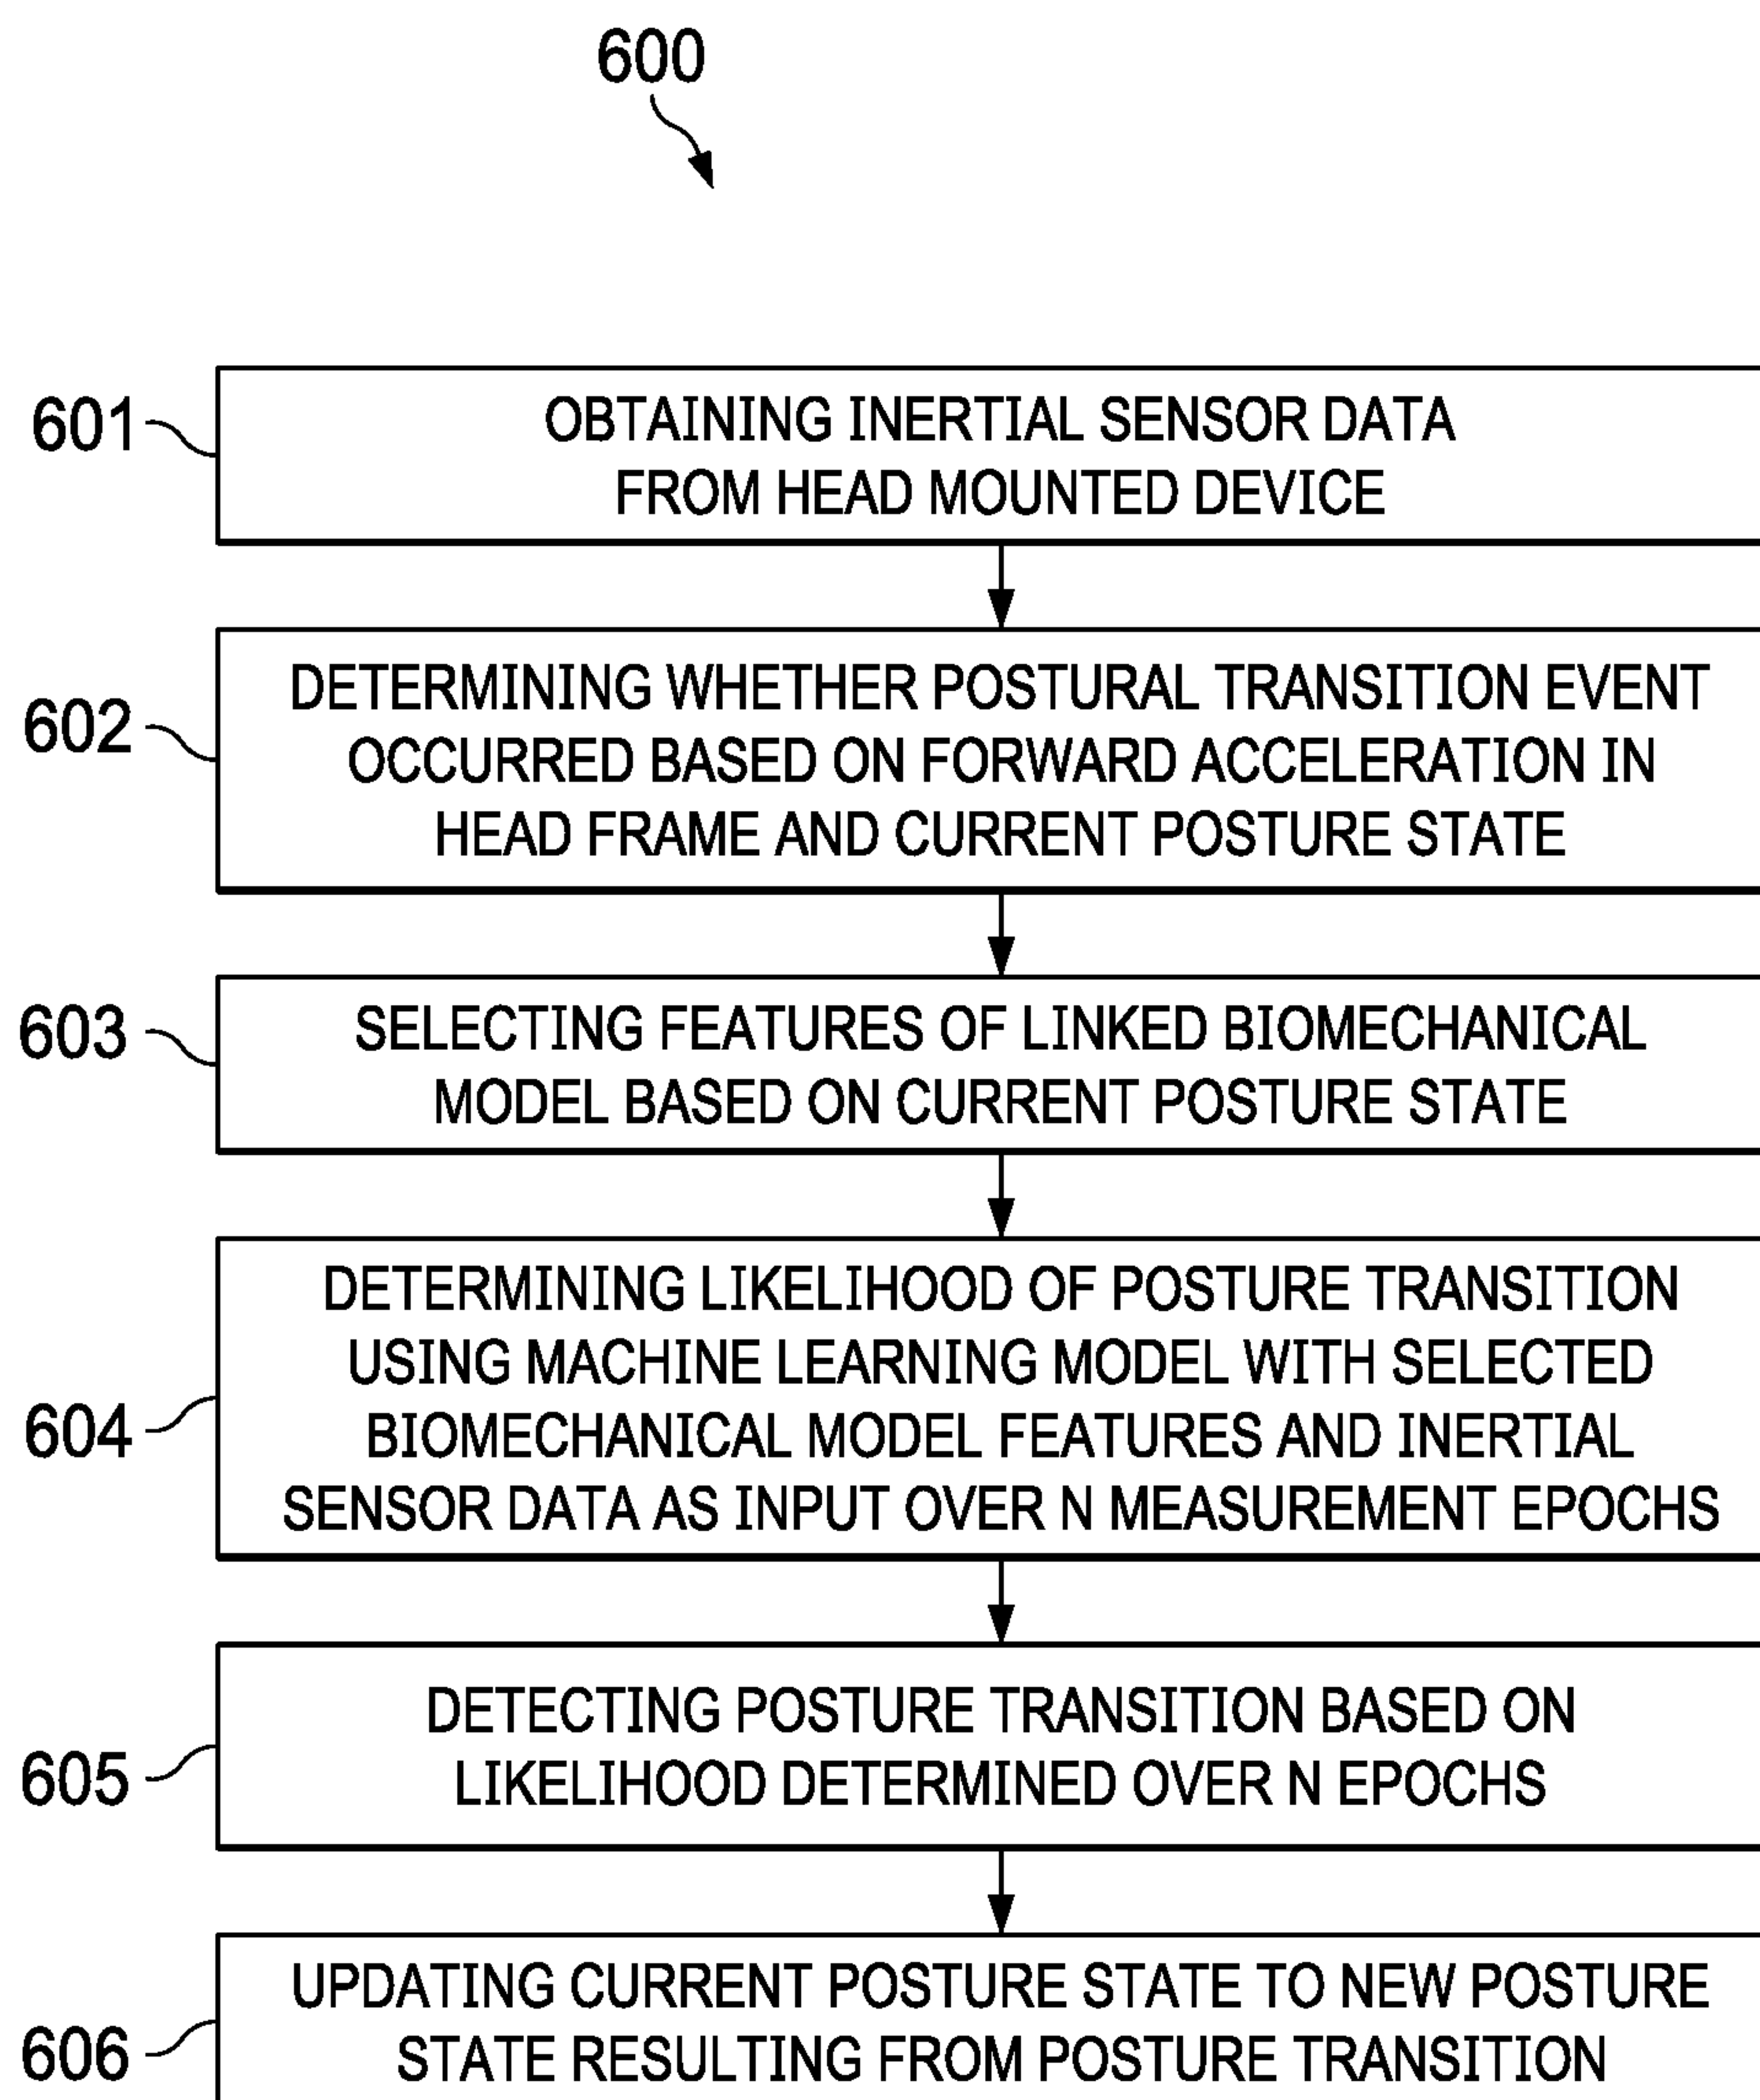 600
601
OBTAINING INERTIAL SENSOR DATA
FROM HEAD MOUNTED DEVICE
602
DETERMINING WHETHER POSTURAL TRANSITION EVENT
OCCURRED BASED ON FORWARD ACCELERATION IN
HEAD FRAME AND CURRENT POSTURE STATE
603
SELECTING FEATURES OF LINKED BIOMECHANICAL
MODEL BASED ON CURRENT POSTURE STATE
604
DETERMINING LIKELIHOOD OF POSTURE TRANSITION
USING MACHINE LEARNING MODEL WITH SELECTED
BIOMECHANICAL MODEL FEATURES AND INERTIAL
SENSOR DATA AS INPUT OVER N MEASUREMENT EPOCHS
605
DETECTING POSTURE TRANSITION BASED ON
LIKELIHOOD DETERMINED OVER N EPOCHS
606
UPDATING CURRENT POSTURE STATE TO NEW POSTURE
STATE RESULTING FROM POSTURE TRANSITION